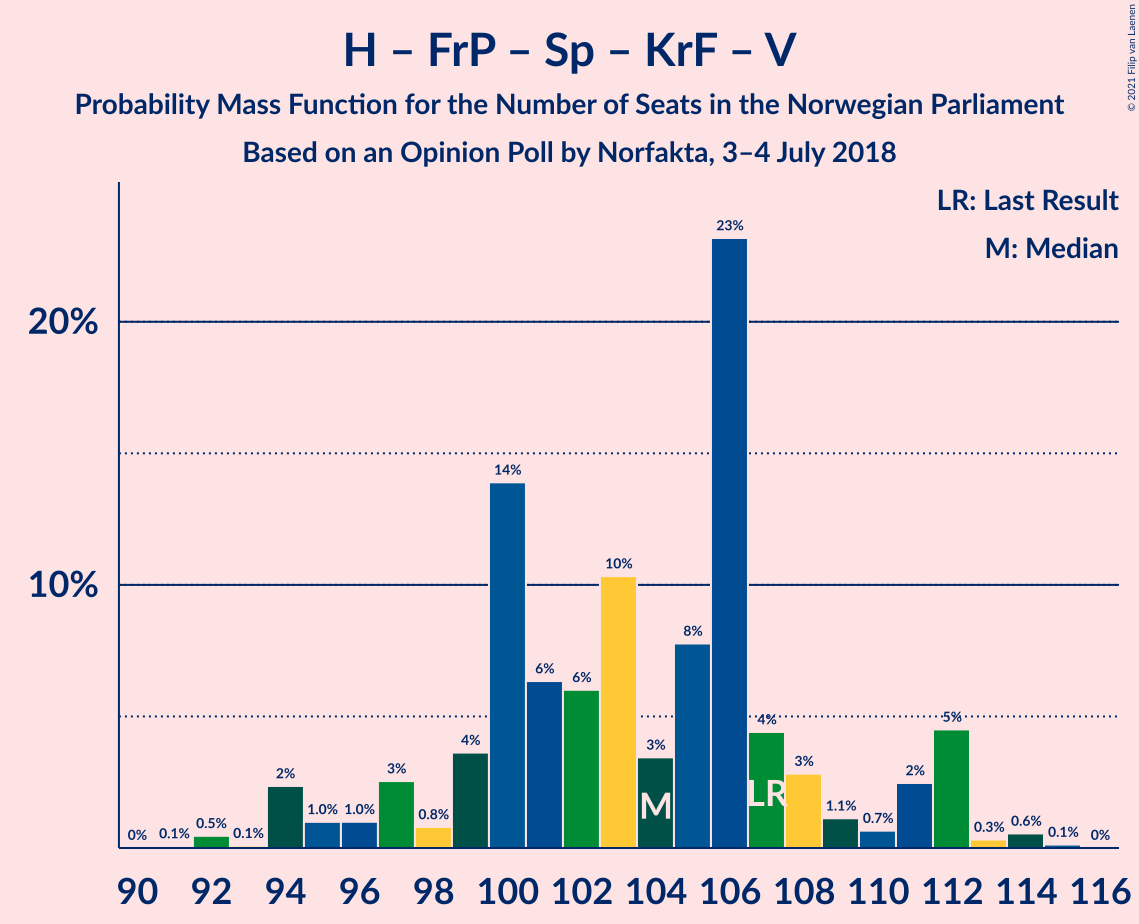 H – FrP – Sp – KrF – V
Probability Mass Function for the Number of Seats in the Norwegian Parliament
Based on an Opinion Poll by Norfakta, 3–4 July 2018
© 2021 Filip van Laenen
LR: Last Result
M: Median
20%
10%
0% 0.1% 0.5% 0.1% 2% 1.0% 1.0% 3% 0.8% 4% 14% 6% 6% 10% 3% 8% 23% 4% 3% 1.1% 0.7% 2% 5% 0.3% 0.6% 0.1% 0%
M LR
90 92 94 96 98 100 102 104 106 108 110 112 114 116